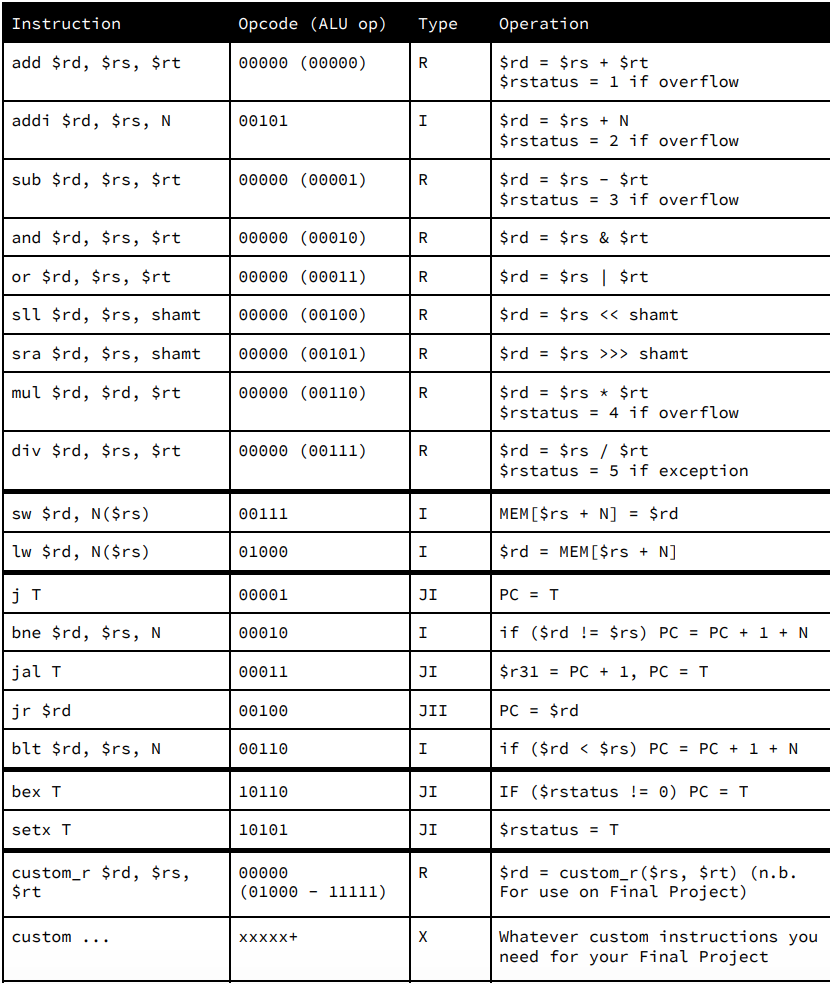 Instruction Opcode (ALU op) Type Operation
add $rd, $rs, $rt 00000 (00000) R $rd = $rs + $rt
$rstatus = 1 if overflow
addi $rd, $rs, N 00101 I $rd = $rs + N
$rstatus = 2 if overflow
sub $rd, $rs, $rt 00000 (00001) R $rd = $rs − $rt
$rstatus = 3 if overflow
and $rd, $rs, $rt 00000 (00010) R $rd = $rs & $rt
or $rd, $rs, $rt 00000 (00011) R $rd = $rs | $rt
sll $rd, $rs, shamt 00000 (00100) R $rd = $rs << shamt
sra $rd, $rs, shamt 00000 (00101) R $rd = $rs >>> shamt
mul $rd, $rd, $rt 00000 (00110) R $rd = $rs * $rt
$rstatus = 4 if overflow
div $rd, $rs, $rt 00000 (00111) R $rd = $rs / $rt
$rstatus = 5 if exception
sw $rd, N($rs) 00111 I MEM[$rs + N] = $rd
lw $rd, N($rs) 01000 I $rd = MEM[$rs + N]
j T 00001 JI PC = T
bne $rd, $rs, N 00010 I if ($rd != $rs) PC = PC + 1 + N
jal T 00011 JI $r31 = PC + 1, PC = T
jr $rd 00100 JII PC = $rd
blt $rd, $rs, N 00110 I if ($rd < $rs) PC = PC + 1 + N
bex T 10110 JI IF ($rstatus != 0) PC = T
setx T 10101 JI $rstatus = T
custom_r $rd, $rs, 00000 R $rd = custom_r($rs, $rt) (n.b.
$rt (01000 − 11111) For use on Final Project)
custom ... xxxxx+ X Whatever custom instructions you
need for your Final Project